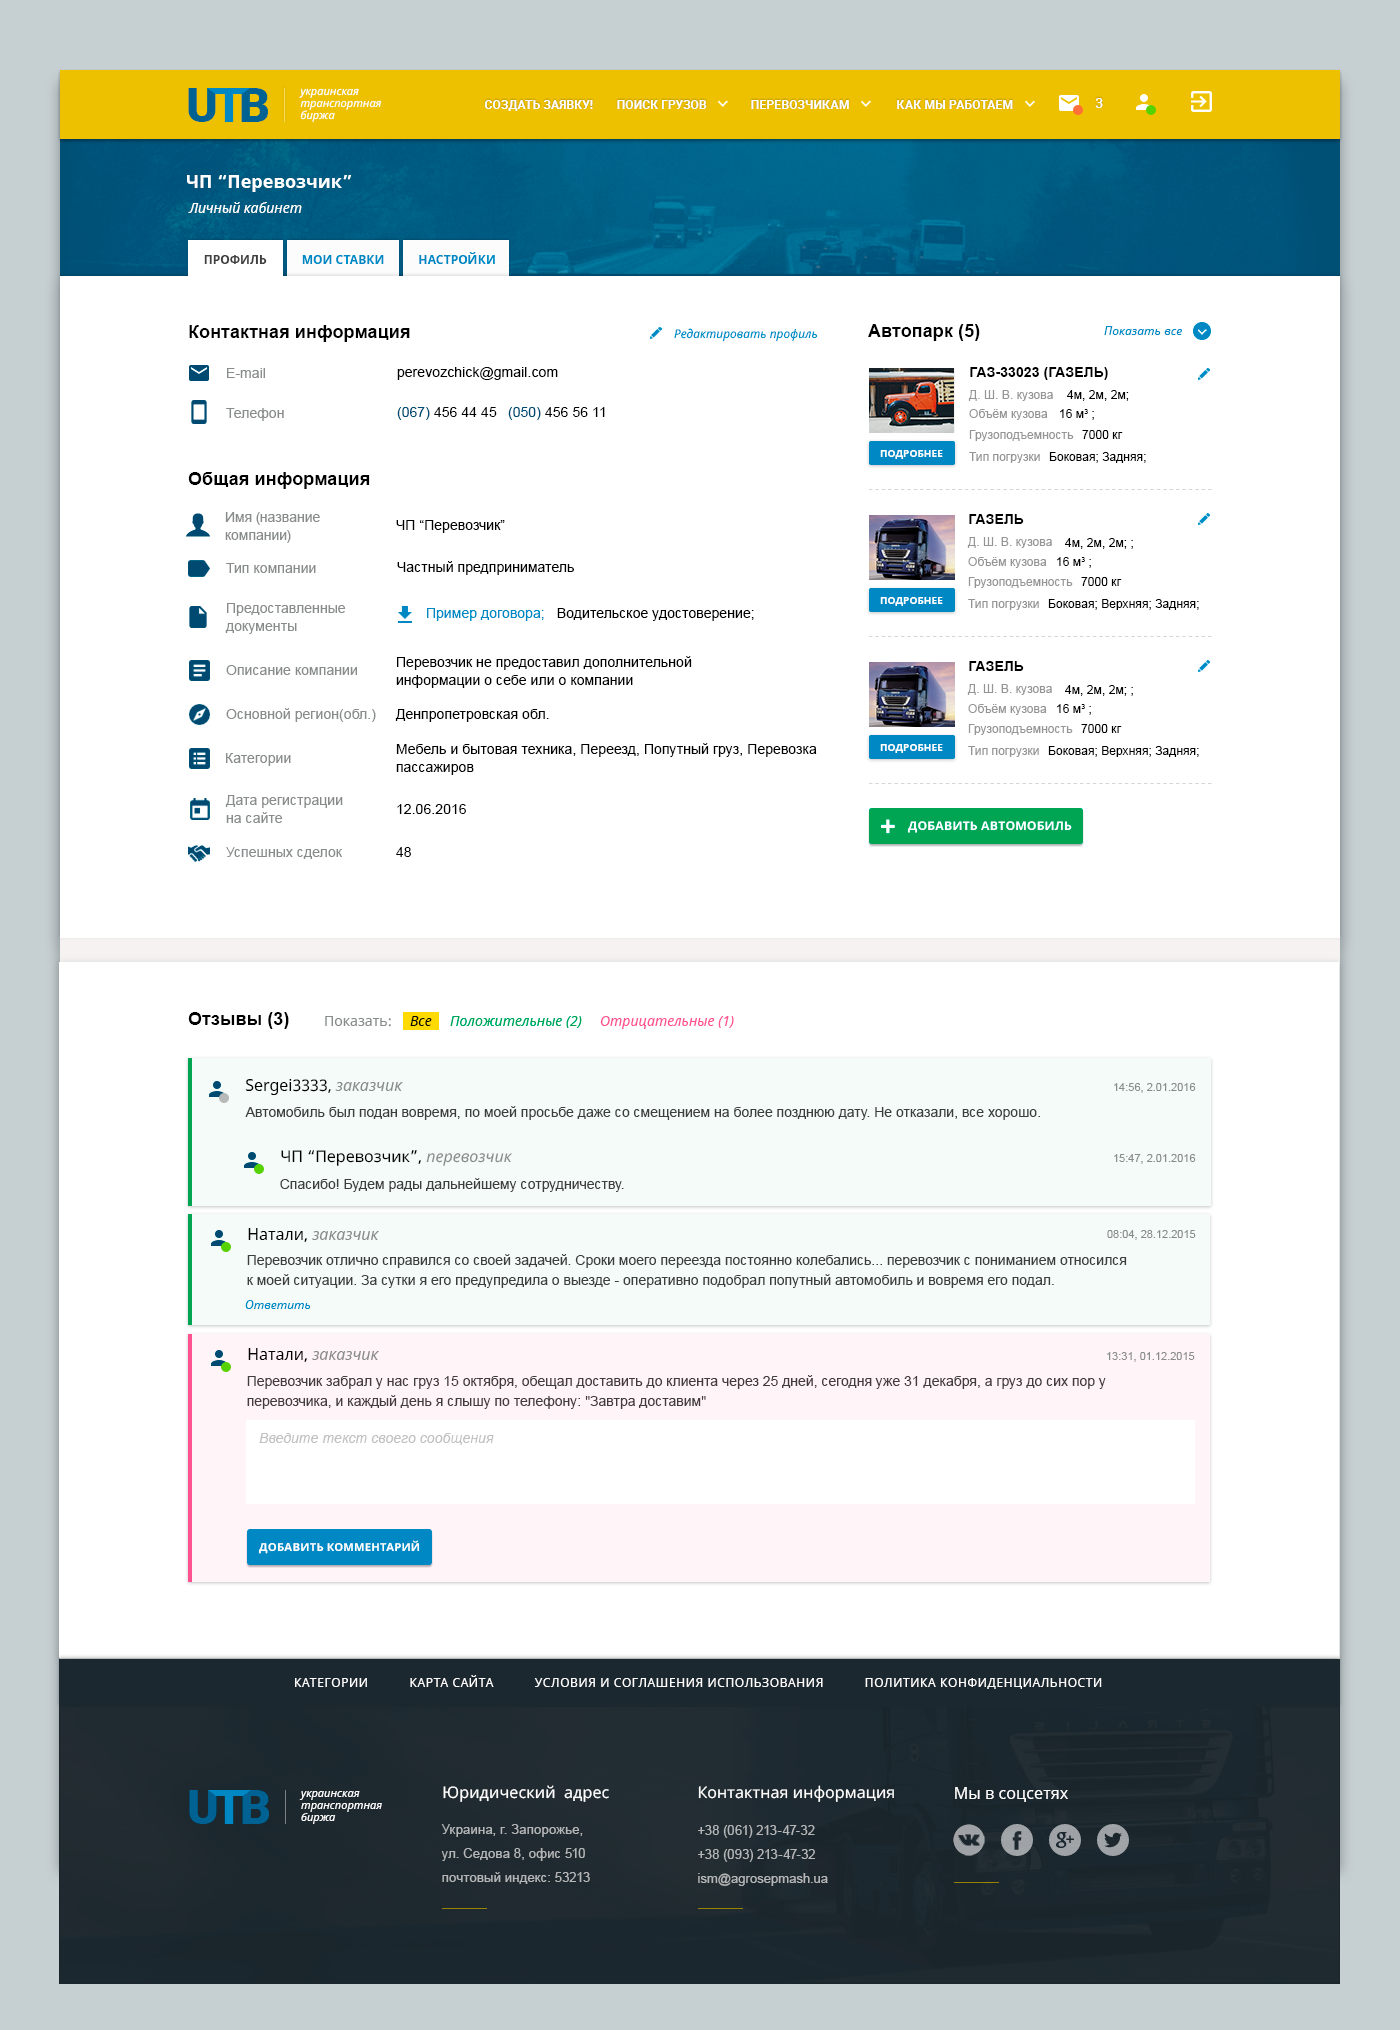 UTB
украинская
транспортная
биржа
СОЗДАТЬ ЗАЯВКУ!
ПОИСК ГРУЗОВ
ПЕРЕВОЗЧИКАМ
КАК МЫ РАБОТАЕМ
3
ЧП “Перевозчик”
Личный кабинет
ПРОФИЛЬ
МОИ СТАВКИ
НАСТРОЙКИ
Контактная информация
Редактировать профиль
E-mail
perevozchick@gmail.com
Телефон
(067) 456 44 45 (050) 456 56 11
Общая информация
Имя (название
компании)
ЧП “Перевозчик”
Тип компании
Частный предприниматель
Предоставленные
документы
Пример договора; Водительское удостоверение;
Описание компании
Перевозчик не предоставил дополнительной
информации о себе или о компании
Основной регион(обл.)
Денпропетровская обл.
Категории
Мебель и бытовая техника, Переезд, Попутный груз, Перевозка
пассажиров
Дата регистрации
на сайте
12.06.2016
Успешных сделок
48
Автопарк (5)
Показать все
ГАЗ-33023 (ГАЗЕЛЬ)
Д. Ш. В. кузова 4м, 2м, 2м;
Объём кузова 16 м³ ;
Грузоподъемность 7000 кг
Тип погрузки Боковая; Задняя;
ПОДРОБНЕЕ
ГАЗЕЛЬ
Д. Ш. В. кузова 4м, 2м, 2м; ;
Объём кузова 16 м³ ;
Грузоподъемность 7000 кг
Тип погрузки Боковая; Верхняя; Задняя;
ПОДРОБНЕЕ
ГАЗЕЛЬ
Д. Ш. В. кузова 4м, 2м, 2м; ;
Объём кузова 16 м³ ;
Грузоподъемность 7000 кг
Тип погрузки Боковая; Верхняя; Задняя;
ПОДРОБНЕЕ
ДОБАВИТЬ АВТОМОБИЛЬ
Отзывы (3)
Показать: Все Положительные (2) Отрицательные (1)
Sergei3333, заказчик
14:56, 2.01.2016
Автомобиль был подан вовремя, по моей просьбе даже со смещением на более позднюю дату. Не отказали, все хорошо.
ЧП “Перевозчик”, перевозчик
15:47, 2.01.2016
Спасибо! Будем рады дальнейшему сотрудничеству.
Натали, заказчик
08:04, 28.12.2015
Перевозчик отлично справился со своей задачей. Сроки моего переезда постоянно колебались... перевозчик с пониманием относился
к моей ситуации. За сутки я его предупредила о выезде - оперативно подобрал попутный автомобиль и вовремя его подал.
Ответить
Натали, заказчик
13:31, 01.12.2015
Перевозчик забрал у нас груз 15 октября, обещал доставить до клиента через 25 дней, сегодня уже 31 декабря, а груз до сих пор у
перевозчика, и каждый день я слышу по телефону: "Завтра доставим"
Введите текст своего сообщения
ДОБАВИТЬ КОММЕНТАРИЙ
КАТЕГОРИИ
КАРТА САЙТА
УСЛОВИЯ И СОГЛАШЕНИЯ ИСПОЛЬЗОВАНИЯ
ПОЛИТИКА КОНФИДЕНЦИАЛЬНОСТИ
UTB
украинская
транспортная
биржа
Юридический адрес
Украина, г. Запорожье,
ул. Седова 8, офис 510
почтовый индекс: 53213
Контактная информация
+38 (061) 213-47-32
+38 (093) 213-47-32
ism@agrosepmash.ua
Мы в соцсетях